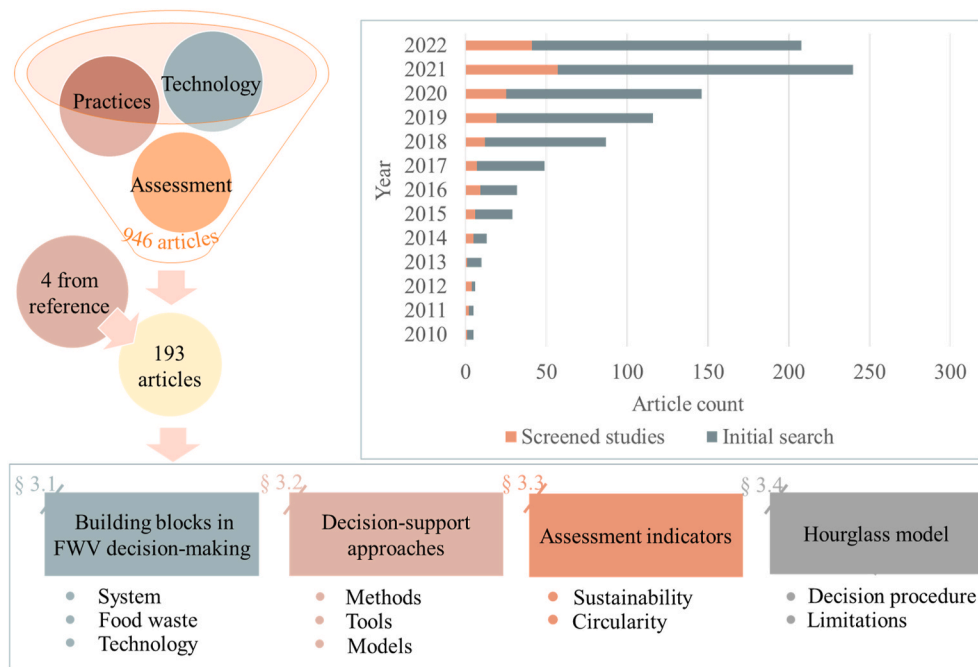 Practices
Technology
Assessment
946 articles
4 from
reference
193
articles
Year
2022
2021
2020
2019
2018
2017
2016
2015
2014
2013
2012
2011
2010
0 50 100 150 200 250 300
Article count
Screened studies Initial search
§ 3.1
Building blocks in
FWV decision-making
System
Food waste
Technology
§ 3.2
Decision-support
approaches
Methods
Tools
Models
§ 3.3
Assessment indicators
Sustainability
Circularity
§ 3.4
Hourglass model
Decision procedure
Limitations